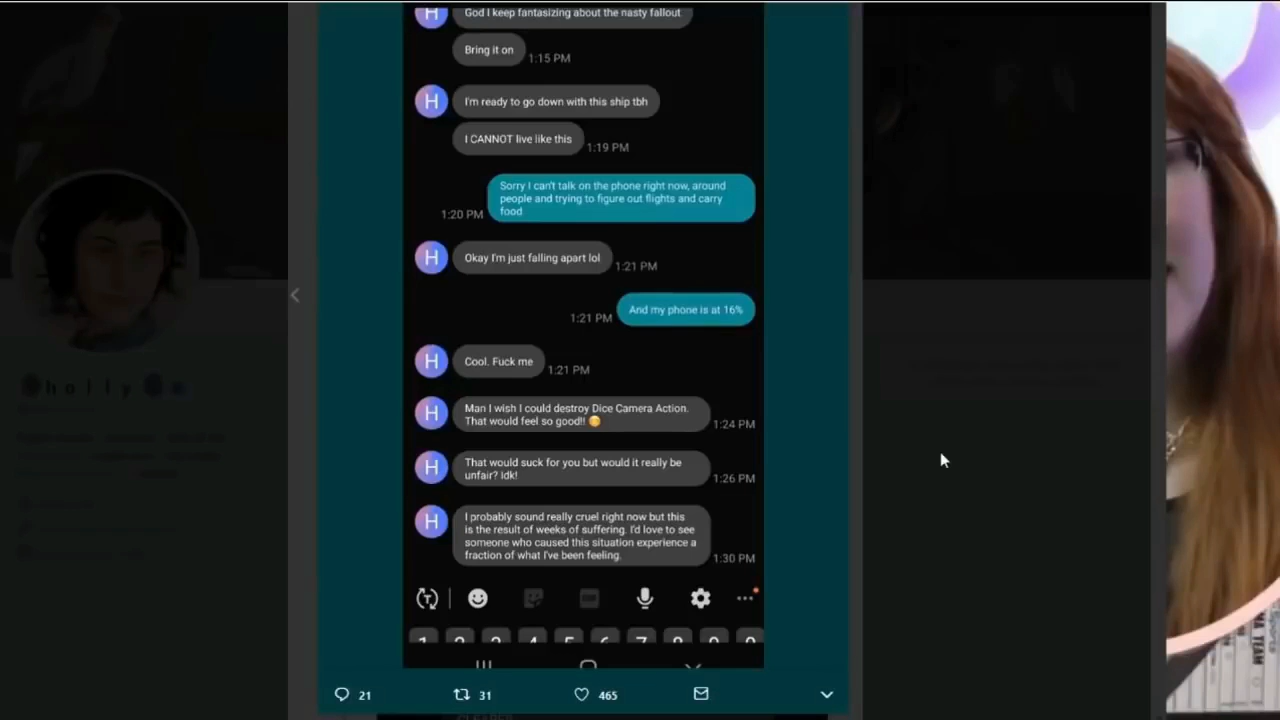 God I keep fantasizing about the nasty fallout
H
Bring it on
1:15 PM
H
I'm ready to go down with this ship tbh
I CANNOT live like this
1:19 PM
Sorry I can't talk on the phone right now, around
people and trying to figure out flights and carry
food
1:20 PM
H
Okay I'm just falling apart lol
1:21 PM
And my phone is at 16%
1:21 PM
H
Cool. Fuck me
1:21 PM
H
Man I wish I could destroy Dice Camera Action.
That would feel so good!!
1:24 PM
H
That would suck for you but would it really be
unfair? Idk!
1:26 PM
H
I probably sound really cruel right now but this
is the result of weeks of suffering. I'd love to see
someone who caused this situation experience a
fraction of what I've been feeling.
1:30 PM
T
1 2 3 4 5 6 7 8 9 0
21 31 465
holly